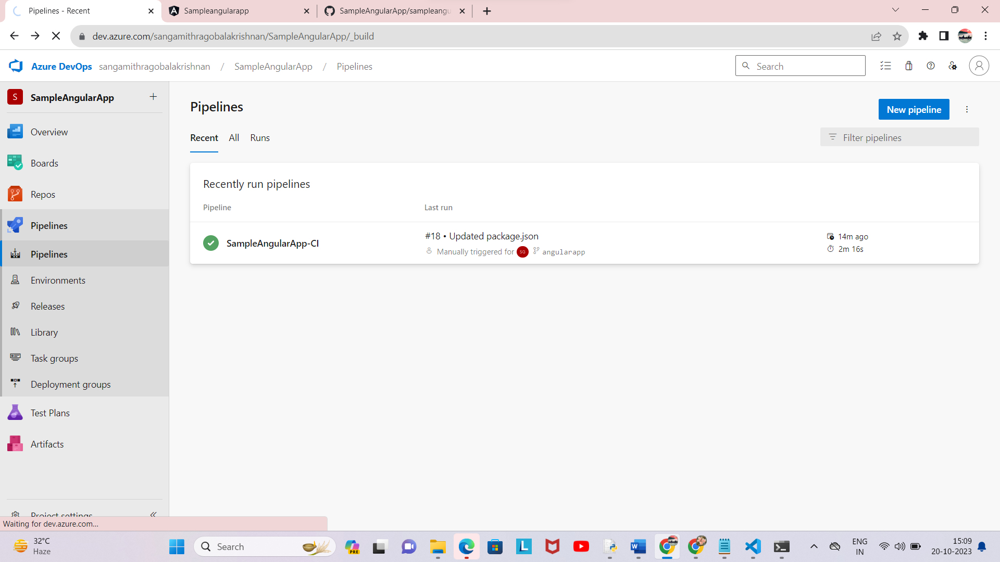 Pipelines - Recent
Sampleangularapp
SampleAngularApp/sampleangu
dev.azure.com/sangamithragobalakrishnan/SampleAngularApp/_build
Azure DevOps sangamithragobalakrishnan / SampleAngularApp / Pipelines
Search
S SampleAngularApp
Overview
Boards
Repos
Pipelines
Pipelines
Environments
Releases
Library
Task groups
Deployment groups
Test Plans
Artifacts
Project settings
Pipelines
New pipeline
Recent All Runs
Filter pipelines
Recently run pipelines
Pipeline Last run
SampleAngularApp-CI
#18 • Updated package.json
Manually triggered for SG angularapp
14m ago
2m 16s
Waiting for dev.azure.com...
32°C
Haze
Search
PRE
L
W
ENG
IN
15:09
20-10-2023